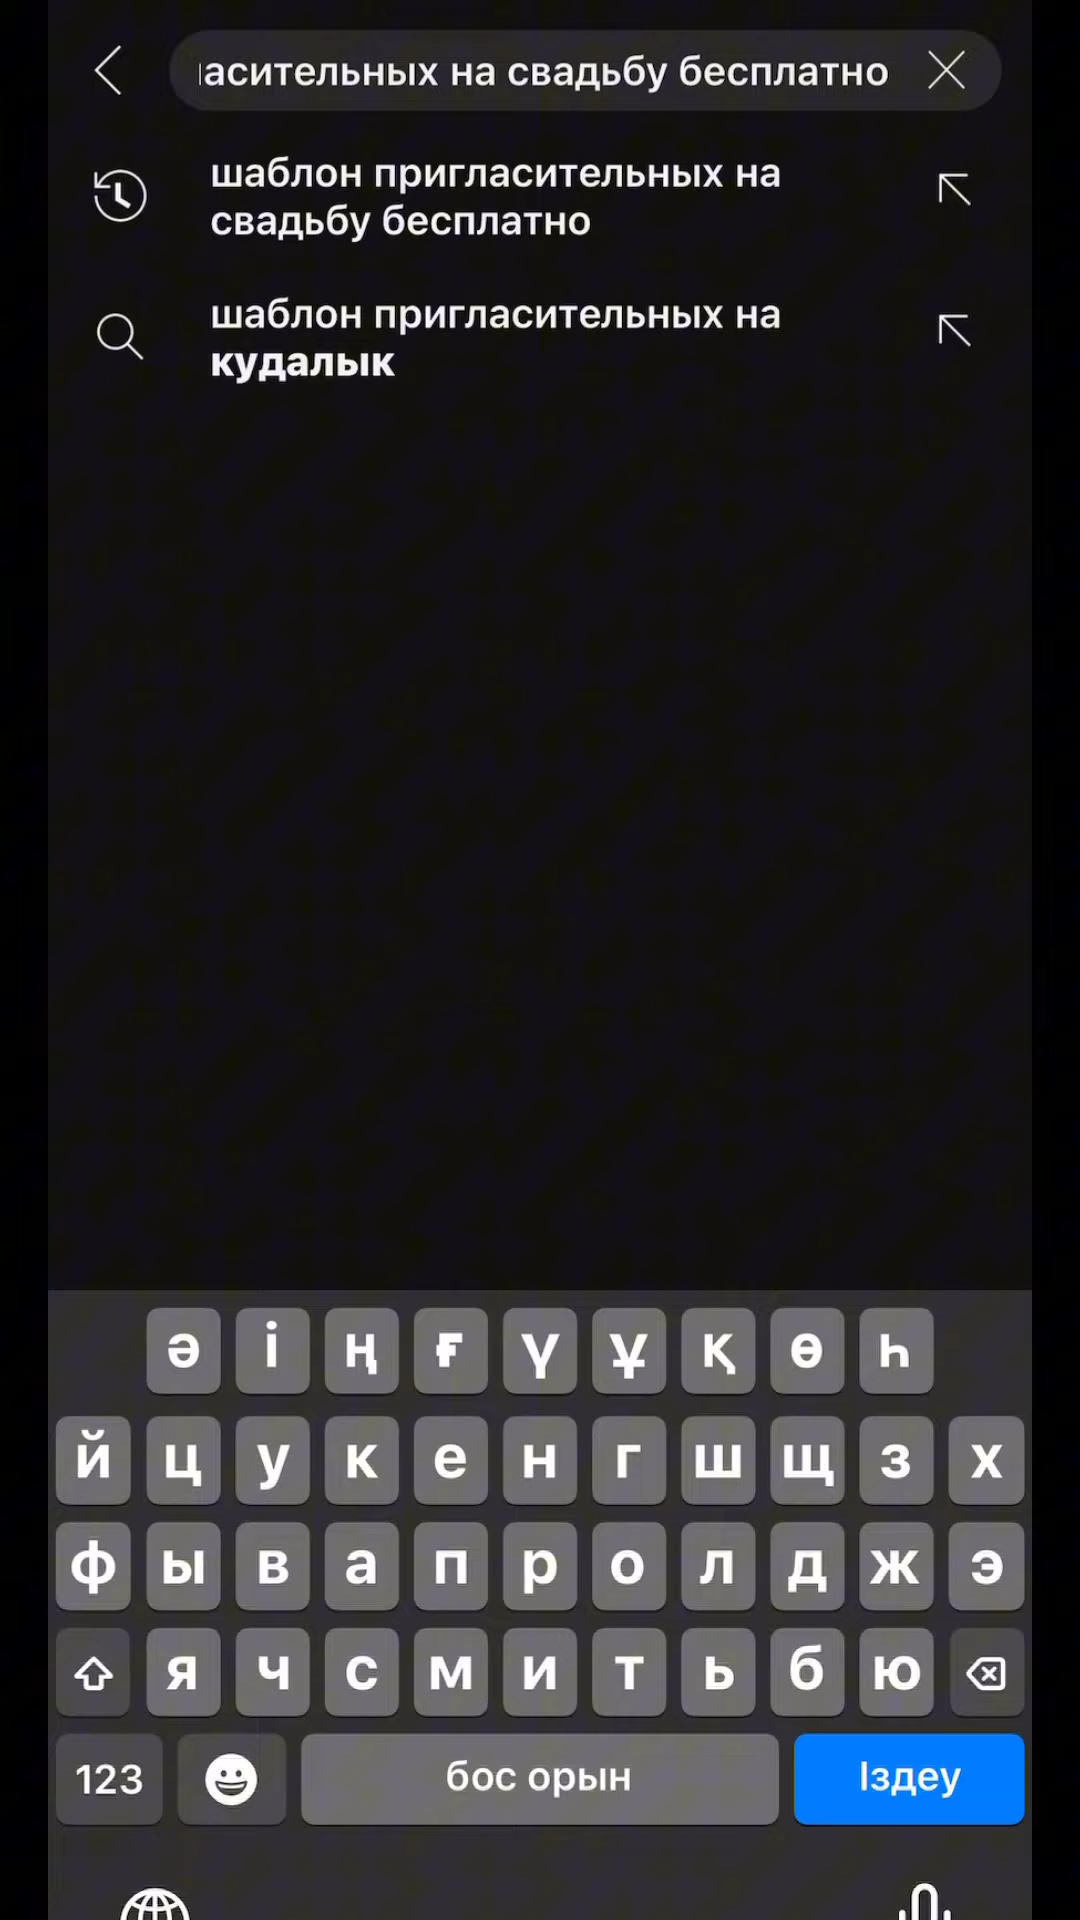 асительных на свадьбу бесплатно
шаблон пригласительных на
свадьбу бесплатно
шаблон пригласительных на
кудалык
ә і ң ғ ү ұ қ ө һ
й ц у к е н г ш щ з х
ф ы в а п р о л д ж э
я ч с м и т ь б ю
123 бос орын Іздеу